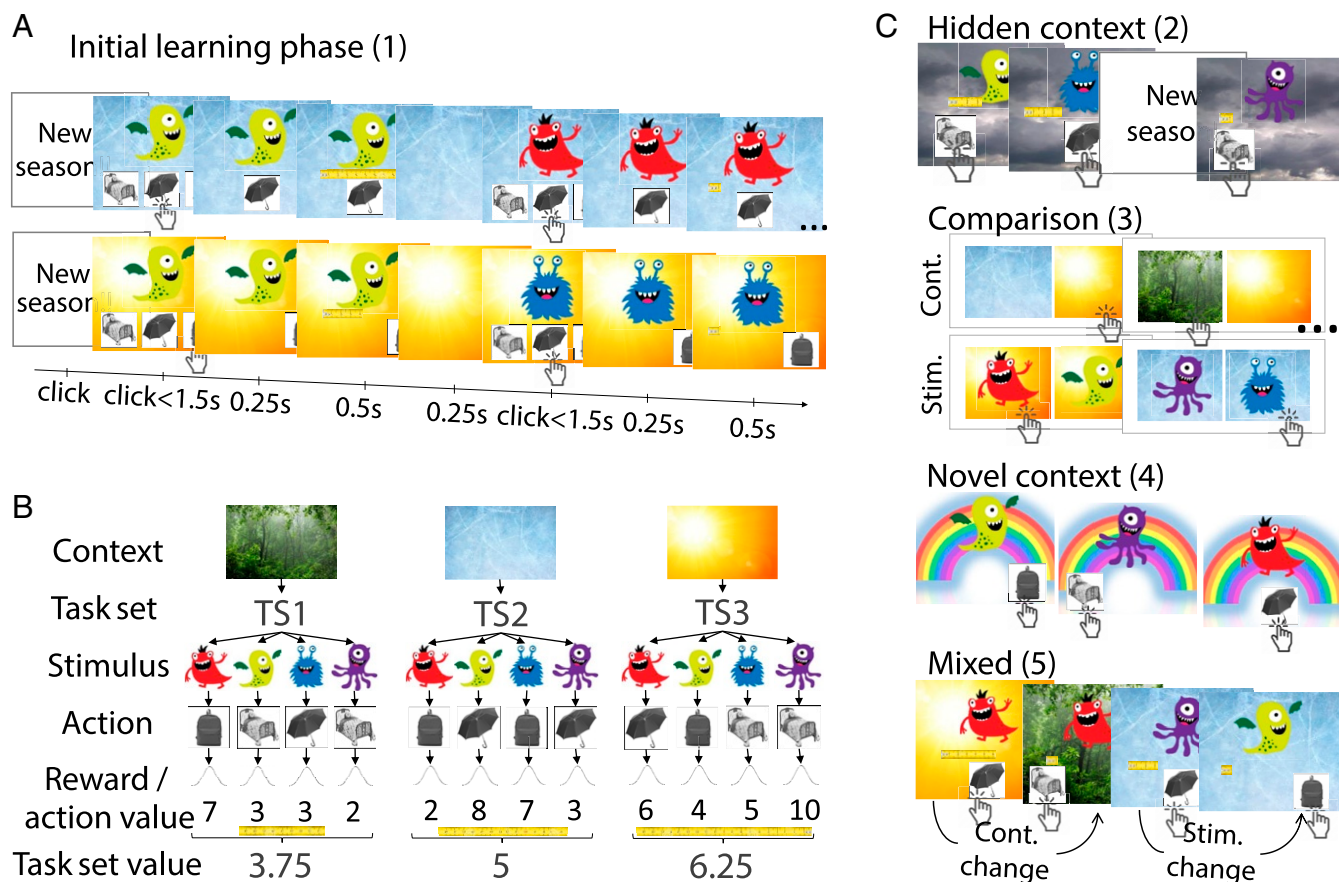 A
Initial learning phase (1)
New
season
New
season
click click<1.5s 0.25s 0.5s 0.25s click<1.5s 0.25s 0.5s
...
B
Context
Task set TS1 TS2 TS3
Stimulus
Action
Reward /
action value 7 3 3 2 2 8 7 3 6 4 5 10
Task set value 3.75 5 6.25
C
Hidden context (2)
New
seaso
Comparison (3)
Cont.
...
Stim.
Novel context (4)
Mixed (5)
Cont.
change
Stim.
change